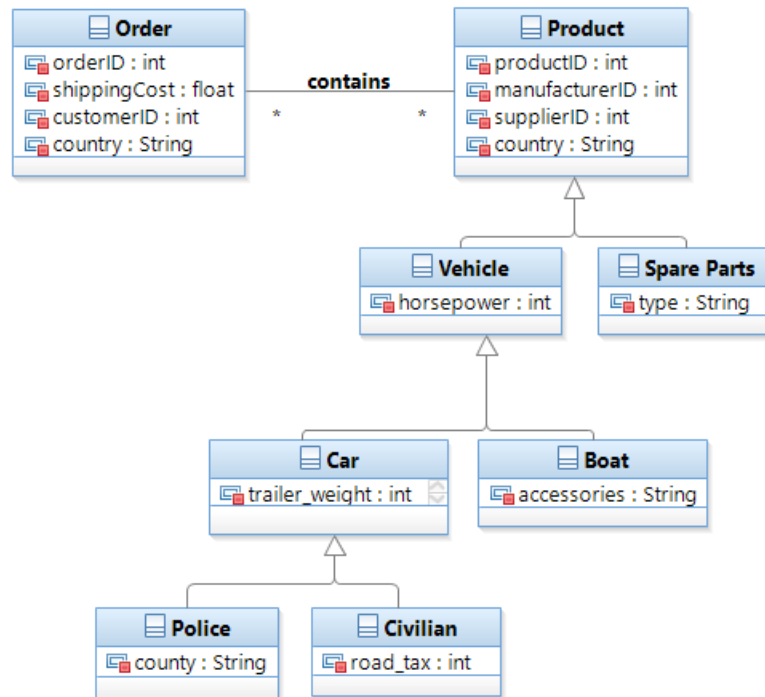 Order
orderID : int
shippingCost : float
customerID : int
country : String
contains
*
*
Product
productID : int
manufacturerID : int
supplierID : int
country : String
Vehicle
horsepower : int
Spare Parts
type : String
Car
trailer_weight : int
Boat
accessories : String
Police
county : String
Civilian
road_tax : int